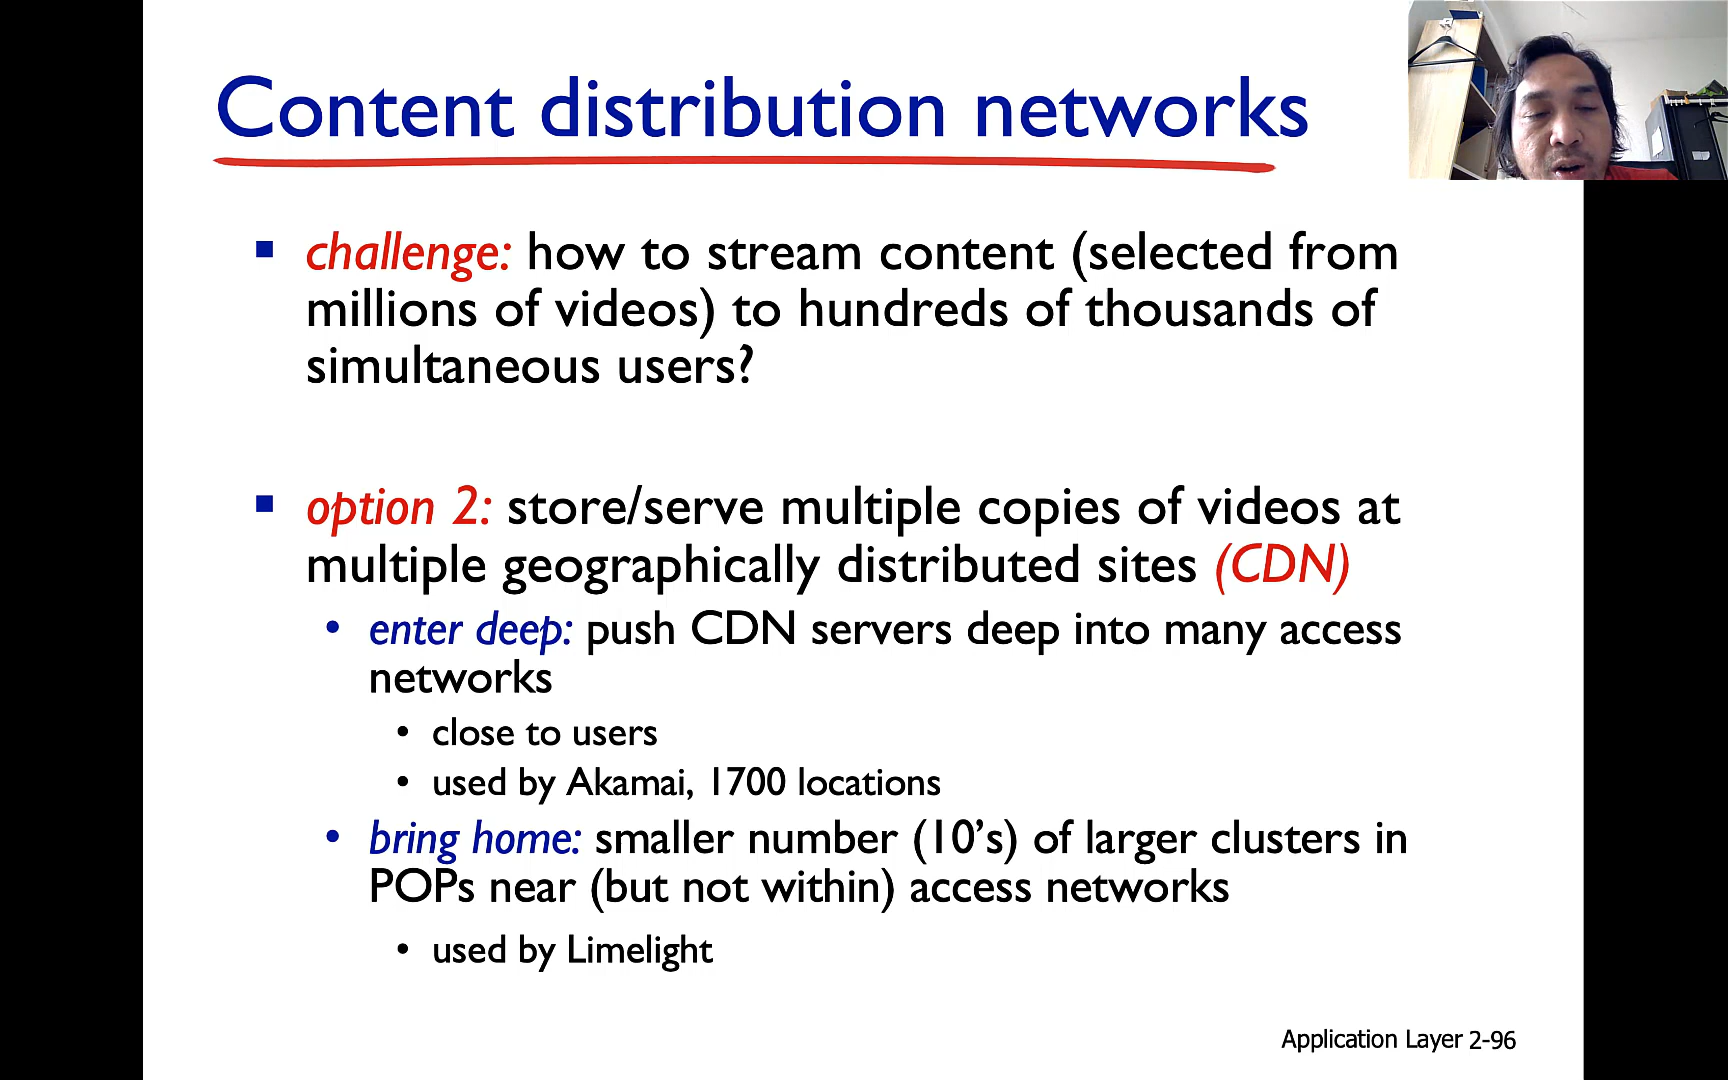 Content distribution networks
▪ challenge: how to stream content (selected from
millions of videos) to hundreds of thousands of
simultaneous users?
▪ option 2: store/serve multiple copies of videos at
multiple geographically distributed sites (CDN)
• enter deep: push CDN servers deep into many access
networks
• close to users
• used by Akamai, 1700 locations
• bring home: smaller number (10’s) of larger clusters in
POPs near (but not within) access networks
• used by Limelight
Application Layer 2-96